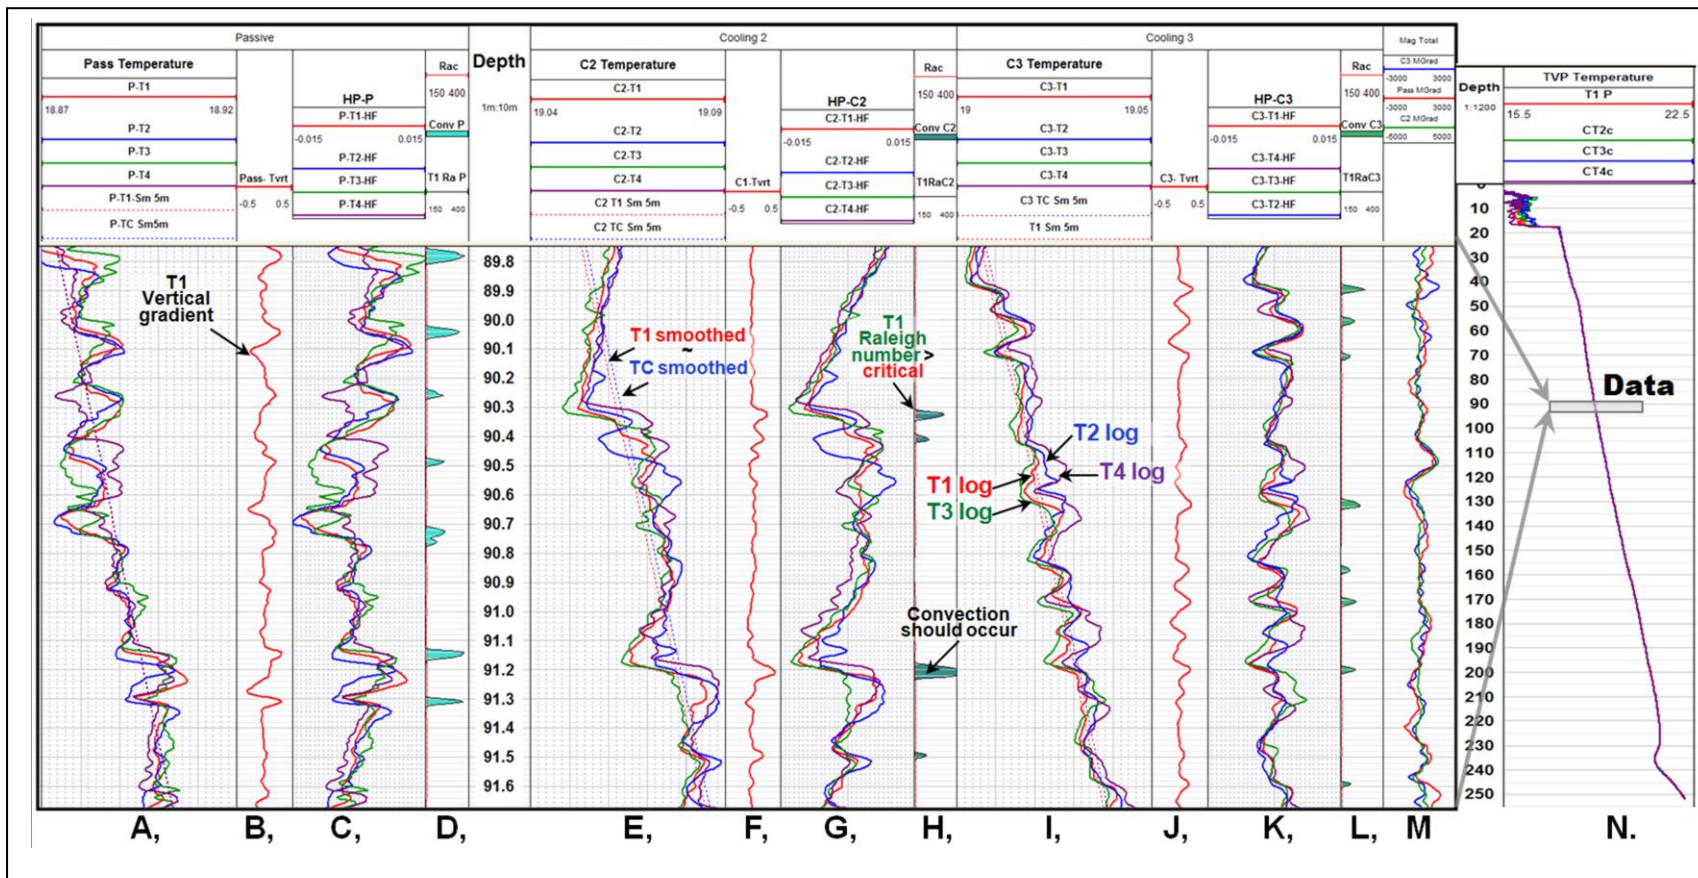 Passive
Cooling 2
Cooling 3
Mag Total
Pass Temperature
P-T1
18.87 18.92
P-T2
P-T3
P-T4
P-T1-Sm 5m
P-TC Sm5m
Pass- Tvrt
-0.5 0.5
HP-P
P-T1-HF
-0.015 0.015
P-T2-HF
P-T3-HF
P-T4-HF
Rac
150 400
Conv P
T1 Ra P
150 400
Depth
1m:10m
C2 Temperature
C2-T1
19.04 19.09
C2-T2
C2-T3
C2-T4
C2 T1 Sm 5m
C2 TC Sm 5m
C1-Tvrt
-0.5 0.5
HP-C2
C2-T1-HF
-0.015 0.015
C2-T2-HF
C2-T3-HF
C2-T4-HF
Rac
150 400
Conv C2
T1RaC2
150 400
C3 Temperature
C3-T1
19 19.05
C3-T2
C3-T3
C3-T4
C3 TC Sm 5m
T1 Sm 5m
C3- Tvrt
-0.5 0.5
HP-C3
C3-T1-HF
-0.015 0.015
C3-T4-HF
C3-T3-HF
C3-T2-HF
Rac
150 400
Conv C3
T1RaC3
150 400
C3 MGrad
-3000 3000
Pass MGrad
-3000 3000
C2 MGrad
-5000 5000
Depth
1:1200
TVP Temperature
T1 P
15.5 22.5
CT2c
CT3c
CT4c
89.8
89.9
90.0
90.1
90.2
90.3
90.4
90.5
90.6
90.7
90.8
90.9
91.0
91.1
91.2
91.3
91.4
91.5
91.6
T1
Vertical
gradient
T1 smoothed
~
TC smoothed
T1
Raleigh
number >
critical
T2 log
T4 log
T1 log
T3 log
Convection
should occur
0
10
20
30
40
50
60
70
80
90
100
110
120
130
140
150
160
170
180
190
200
210
220
230
240
250
Data
A, B, C, D, E, F, G, H, I, J, K, L, M N.